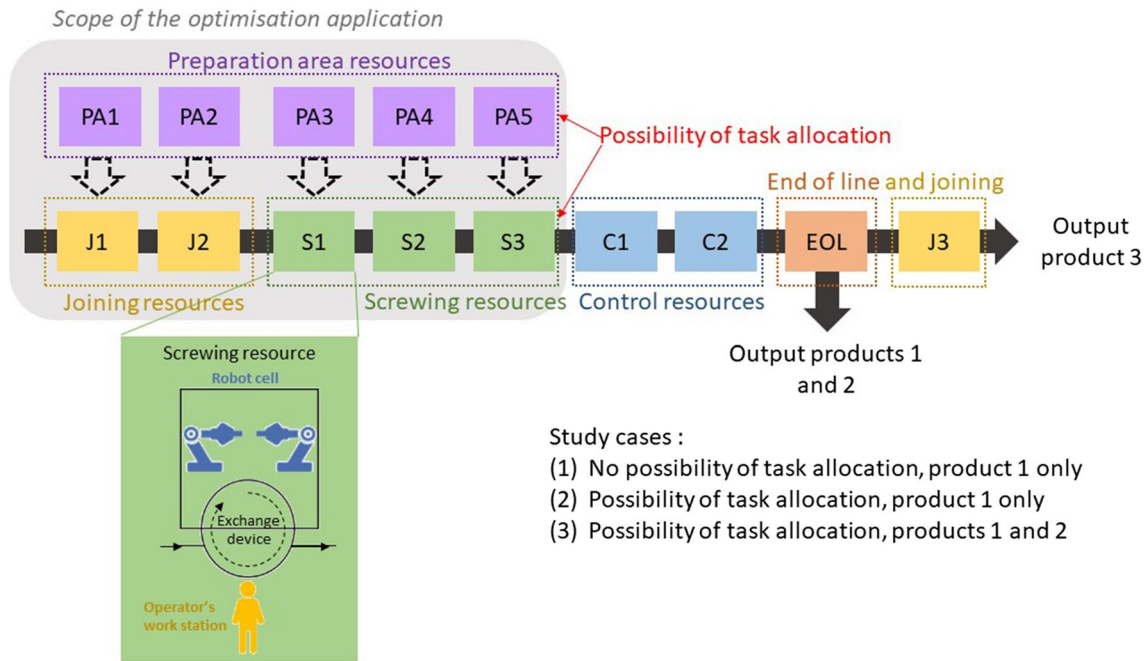 Scope of the optimisation application
Preparation area resources
PA1
PA2
PA3
PA4
PA5
Possibility of task allocation
End of line and joining
J1
J2
S1
S2
S3
C1
C2
EOL
J3
Output
product 3
Joining resources
Screwing resources
Control resources
Output products 1
and 2
Screwing resource
Robot cell
Exchange
device
Operator's
work station
Study cases :
(1) No possibility of task allocation, product 1 only
(2) Possibility of task allocation, product 1 only
(3) Possibility of task allocation, products 1 and 2